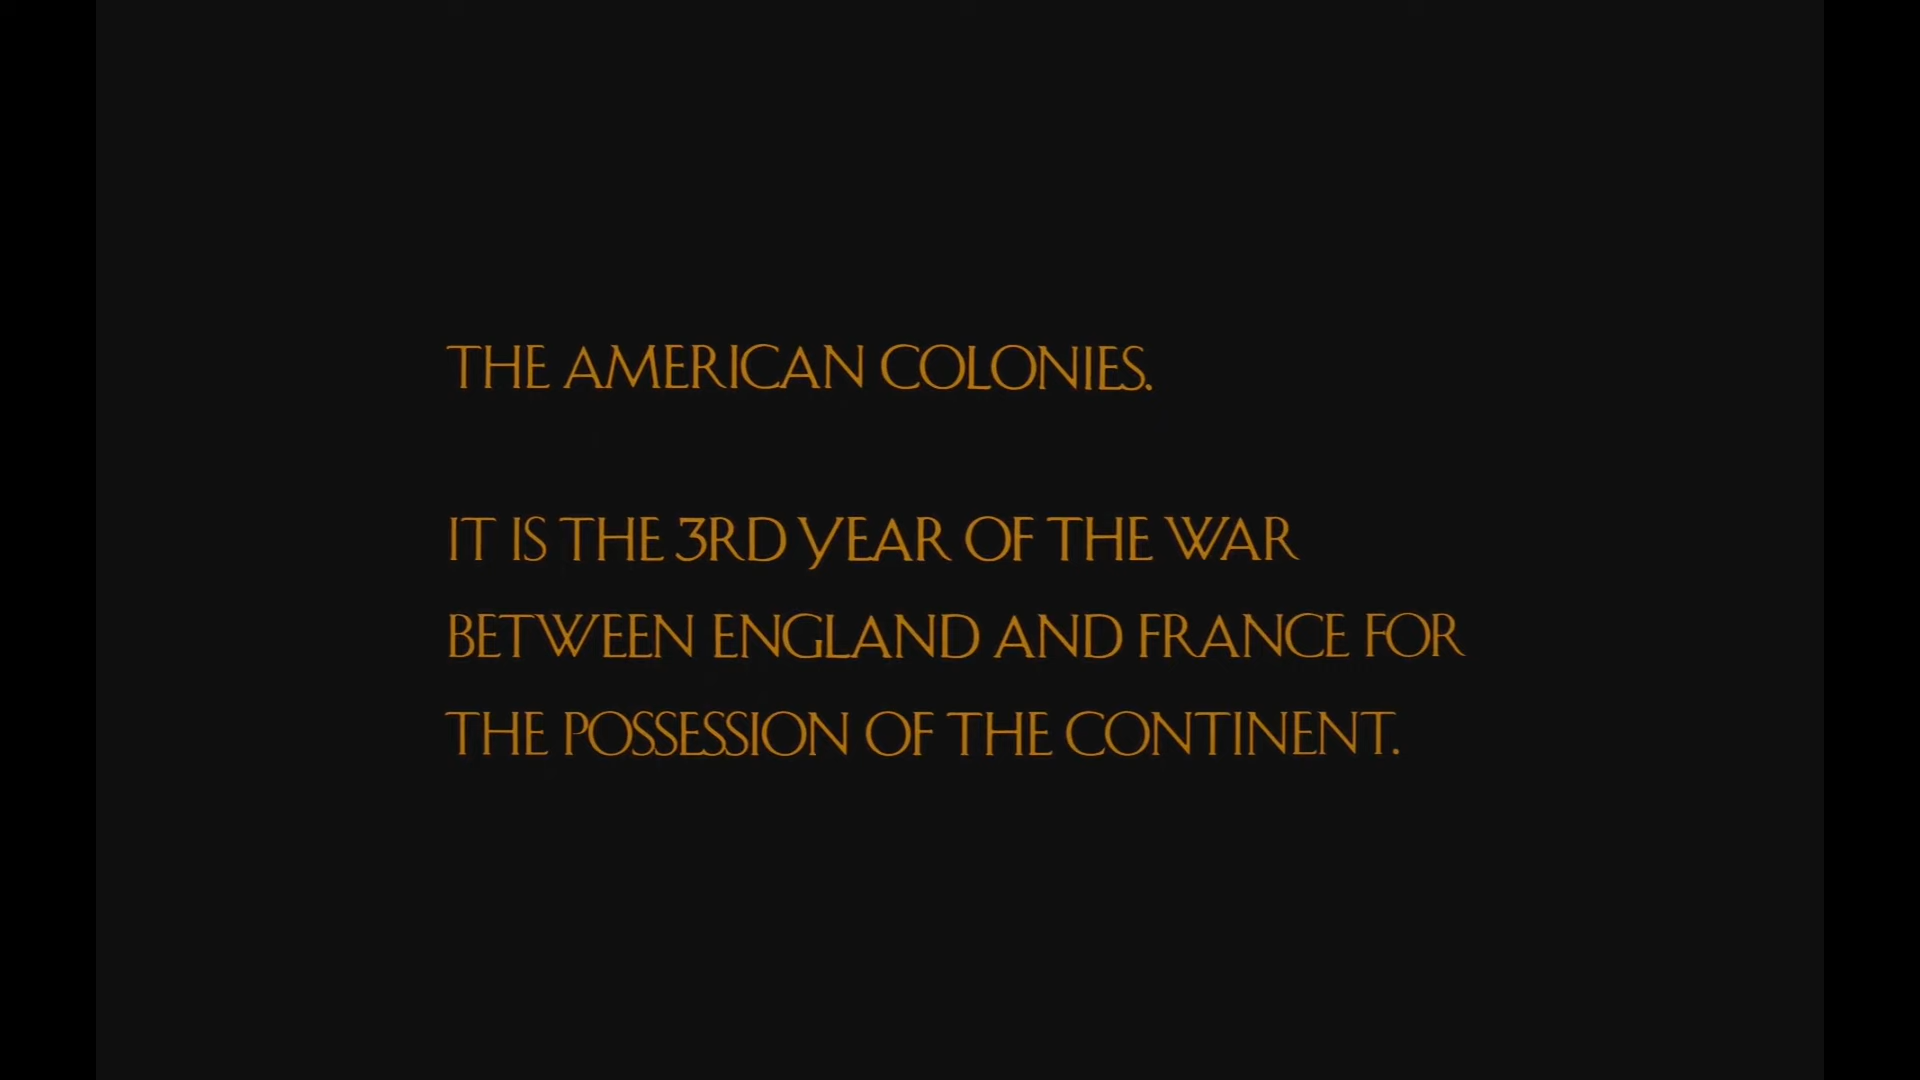 THE AMERICAN COLONIES.
IT IS THE 3RD YEAR OF THE WAR
BETWEEN ENGLAND AND FRANCE FOR
THE POSSESSION OF THE CONTINENT.